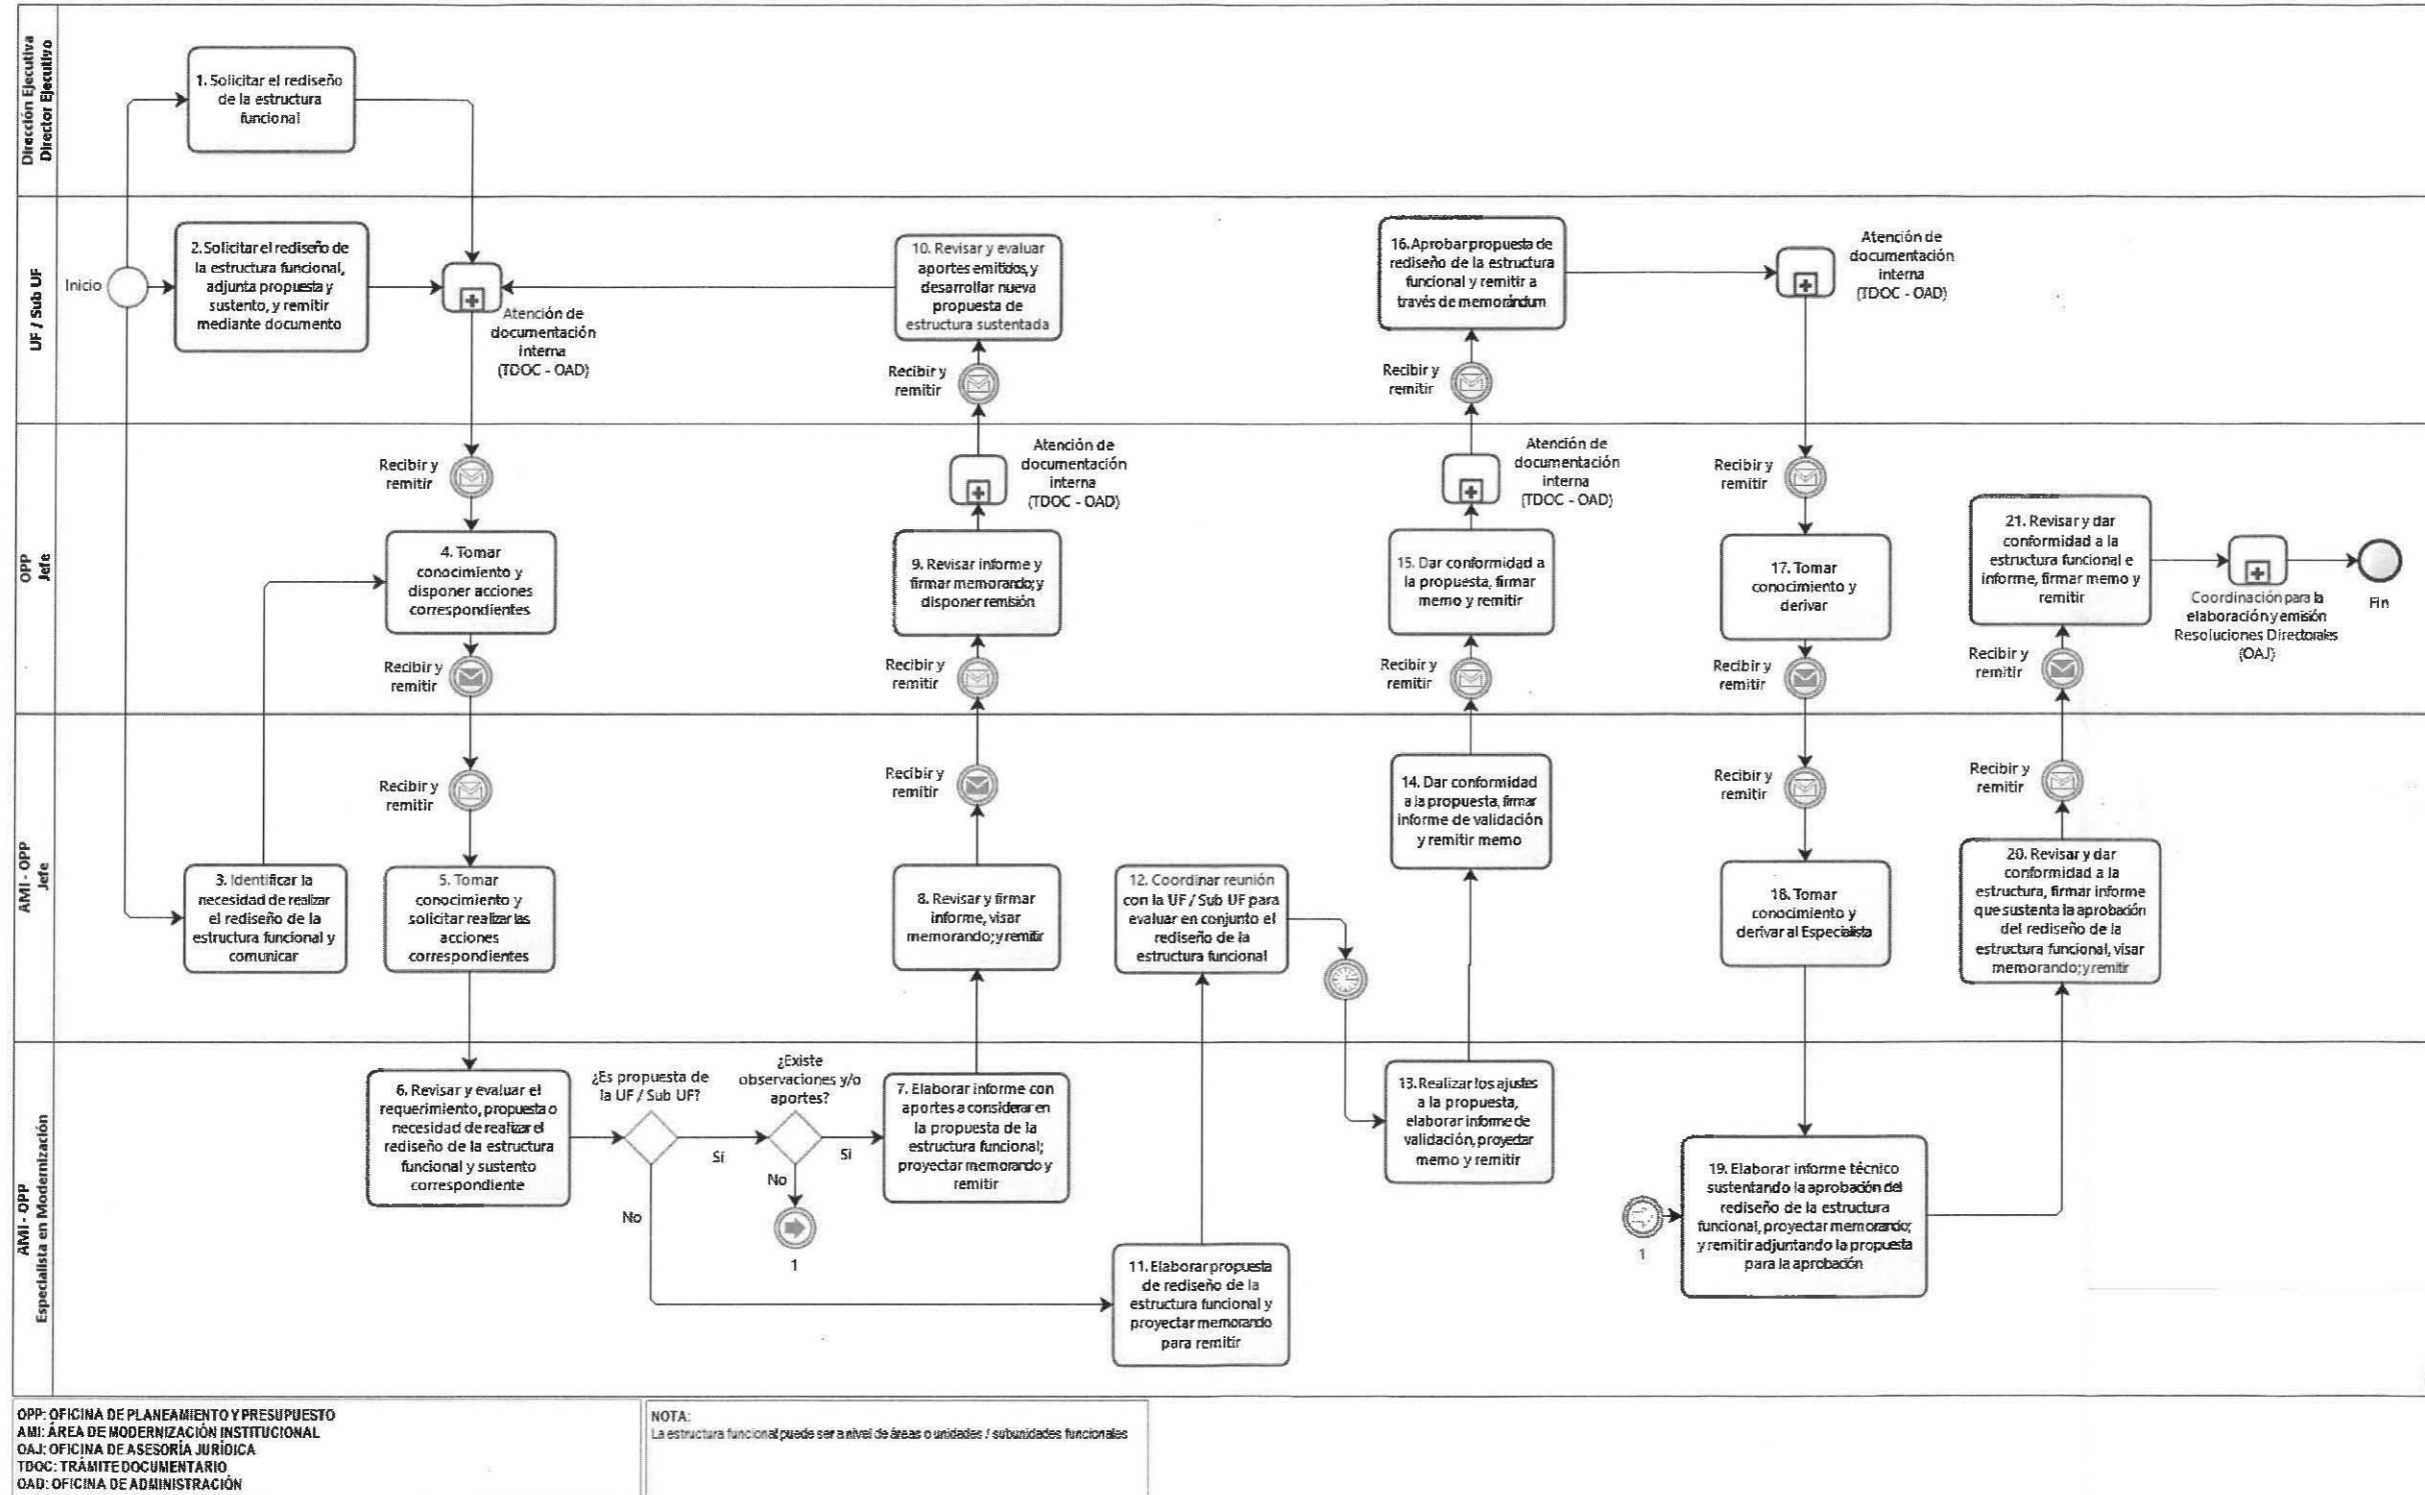 Dirección Ejecutiva
Director Ejecutivo
1. Solicitar el rediseño
de la estructura
funcional
UF / Sub UF
Inicio
2. Solicitar el rediseño de
la estructura funcional,
adjunta propuesta y
sustento, y remitir
mediante documento
Atención de
documentación
interna
(TDOC - OAD)
10. Revisar y evaluar
aportes emitidos, y
desarrollar nueva
propuesta de
estructura sustentada
Recibir y
remitir
16. Aprobar propuesta de
rediseño de la estructura
funcional y remitir a
través de memorándum
Recibir y
remitir
Atención de
documentación
interna
(TDOC - OAD)
OPP
Jefe
Recibir y
remitir
4. Tomar
conocimiento y
disponer acciones
correspondientes
Recibir y
remitir
Atención de
documentación
interna
(TDOC - OAD)
9. Revisar informe y
firmar memorando; y
disponer remisión
Recibir y
remitir
Atención de
documentación
interna
(TDOC - OAD)
15. Dar conformidad a
la propuesta, firmar
memo y remitir
Recibir y
remitir
Recibir y
remitir
17. Tomar
conocimiento y
derivar
Recibir y
remitir
21. Revisar y dar
conformidad a la
estructura funcional e
informe, firmar memo y
remitir
Recibir y
remitir
Coordinación para la
elaboración y emisión
Resoluciones Directorales
(OAJ)
Fin
AMI - OPP
Jefe
3. Identificar la
necesidad de realizar
el rediseño de la
estructura funcional y
comunicar
Recibir y
remitir
5. Tomar
conocimiento y
solicitar realizar las
acciones
correspondientes
Recibir y
remitir
8. Revisar y firmar
informe, visar
memorando; y remitir
12. Coordinar reunión
con la UF / Sub UF para
evaluar en conjunto el
rediseño de la
estructura funcional
14. Dar conformidad
a la propuesta, firmar
informe de validación
y remitir memo
Recibir y
remitir
18. Tomar
conocimiento y
derivar al Especialista
Recibir y
remitir
20. Revisar y dar
conformidad a la
estructura, firmar informe
que sustenta la aprobación
del rediseño de la
estructura funcional, visar
memorando; y remitir
AMI - OPP
Especialista en Modernización
6. Revisar y evaluar el
requerimiento, propuesta o
necesidad de realizar el
rediseño de la estructura
funcional y sustento
correspondiente
¿Es propuesta de
la UF / Sub UF?
Sí
No
¿Existe
observaciones y/o
aportes?
Sí
No
1
7. Elaborar informe con
aportes a considerar en
la propuesta de la
estructura funcional;
proyectar memorando y
remitir
11. Elaborar propuesta
de rediseño de la
estructura funcional y
proyectar memorando
para remitir
13. Realizar los ajustes
a la propuesta,
elaborar informe de
validación, proyectar
memo y remitir
1
19. Elaborar informe técnico
sustentando la aprobación del
rediseño de la estructura
funcional, proyectar memorando;
y remitir adjuntando la propuesta
para la aprobación
OPP: OFICINA DE PLANEAMIENTO Y PRESUPUESTO
AMI: ÁREA DE MODERNIZACIÓN INSTITUCIONAL
OAJ: OFICINA DE ASESORÍA JURÍDICA
TDOC: TRÁMITE DOCUMENTARIO
OAD: OFICINA DE ADMINISTRACIÓN
NOTA:
La estructura funcional puede ser a nivel de áreas o unidades / subunidades funcionales